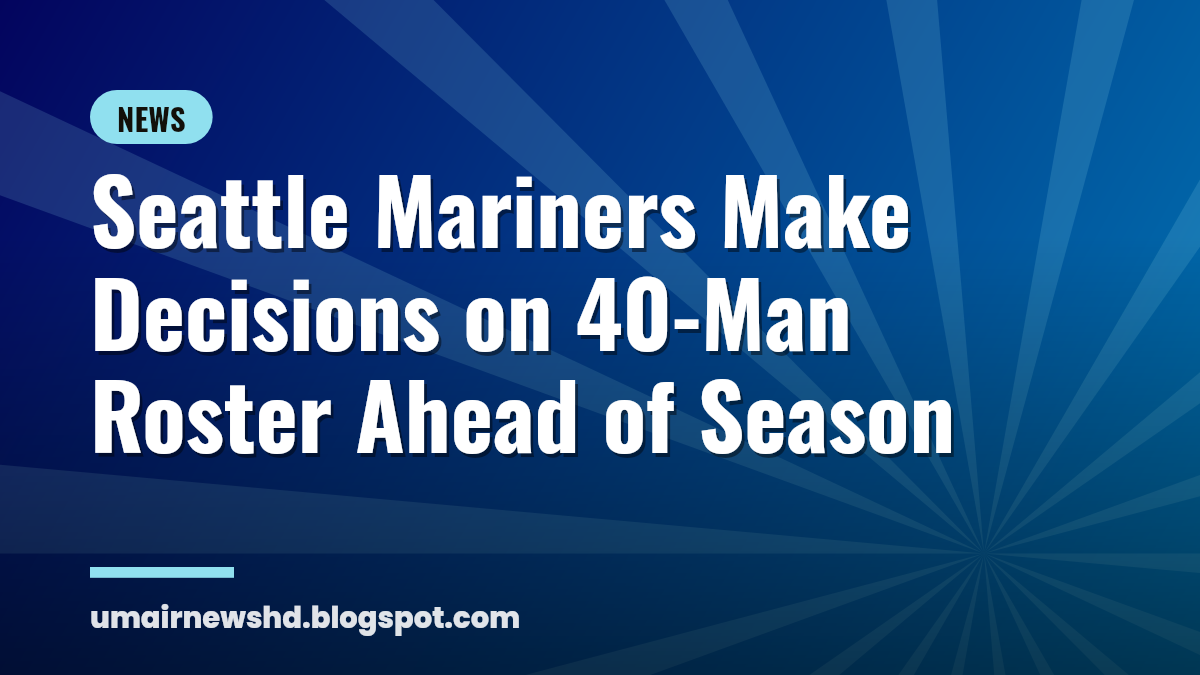 NEWS
Seattle Mariners Make
Decisions on 40-Man
Roster Ahead of Season
umairnewshd.blogspot.com